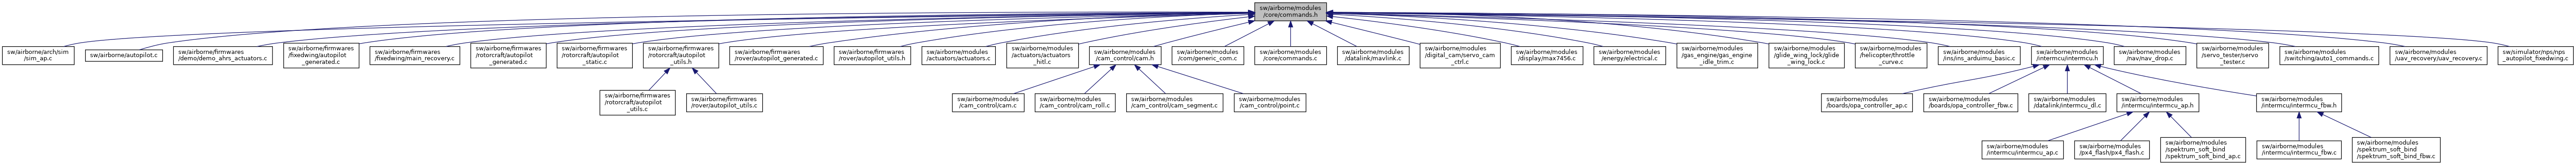 sw/airborne/modules
/core/commands.h
sw/airborne/arch/sim
/sim_ap.c
sw/airborne/autopilot.c
sw/airborne/firmwares
/demo/demo_ahrs_actuators.c
sw/airborne/firmwares
/fixedwing/autopilot
_generated.c
sw/airborne/firmwares
/fixedwing/main_recovery.c
sw/airborne/firmwares
/rotorcraft/autopilot
_generated.c
sw/airborne/firmwares
/rotorcraft/autopilot
_static.c
sw/airborne/firmwares
/rotorcraft/autopilot
_utils.h
sw/airborne/firmwares
/rover/autopilot_generated.c
sw/airborne/firmwares
/rover/autopilot_utils.h
sw/airborne/modules
/actuators/actuators.c
sw/airborne/modules
/actuators/actuators
_hitl.c
sw/airborne/modules
/cam_control/cam.h
sw/airborne/modules
/com/generic_com.c
sw/airborne/modules
/core/commands.c
sw/airborne/modules
/datalink/mavlink.c
sw/airborne/modules
/digital_cam/servo_cam
_ctrl.c
sw/airborne/modules
/display/max7456.c
sw/airborne/modules
/energy/electrical.c
sw/airborne/modules
/gas_engine/gas_engine
_idle_trim.c
sw/airborne/modules
/glide_wing_lock/glide
_wing_lock.c
sw/airborne/modules
/helicopter/throttle
_curve.c
sw/airborne/modules
/ins/ins_arduimu_basic.c
sw/airborne/modules
/intermcu/intermcu.h
sw/airborne/modules
/nav/nav_drop.c
sw/airborne/modules
/servo_tester/servo
_tester.c
sw/airborne/modules
/switching/auto1_commands.c
sw/airborne/modules
/uav_recovery/uav_recovery.c
sw/simulator/nps/nps
_autopilot_fixedwing.c
sw/airborne/firmwares
/rotorcraft/autopilot
_utils.c
sw/airborne/firmwares
/rover/autopilot_utils.c
sw/airborne/modules
/cam_control/cam.c
sw/airborne/modules
/cam_control/cam_roll.c
sw/airborne/modules
/cam_control/cam_segment.c
sw/airborne/modules
/cam_control/point.c
sw/airborne/modules
/boards/opa_controller_ap.c
sw/airborne/modules
/boards/opa_controller_fbw.c
sw/airborne/modules
/datalink/intermcu_dl.c
sw/airborne/modules
/intermcu/intermcu_ap.h
sw/airborne/modules
/intermcu/intermcu_fbw.h
sw/airborne/modules
/intermcu/intermcu_ap.c
sw/airborne/modules
/px4_flash/px4_flash.c
sw/airborne/modules
/spektrum_soft_bind
/spektrum_soft_bind_ap.c
sw/airborne/modules
/intermcu/intermcu_fbw.c
sw/airborne/modules
/spektrum_soft_bind
/spektrum_soft_bind_fbw.c